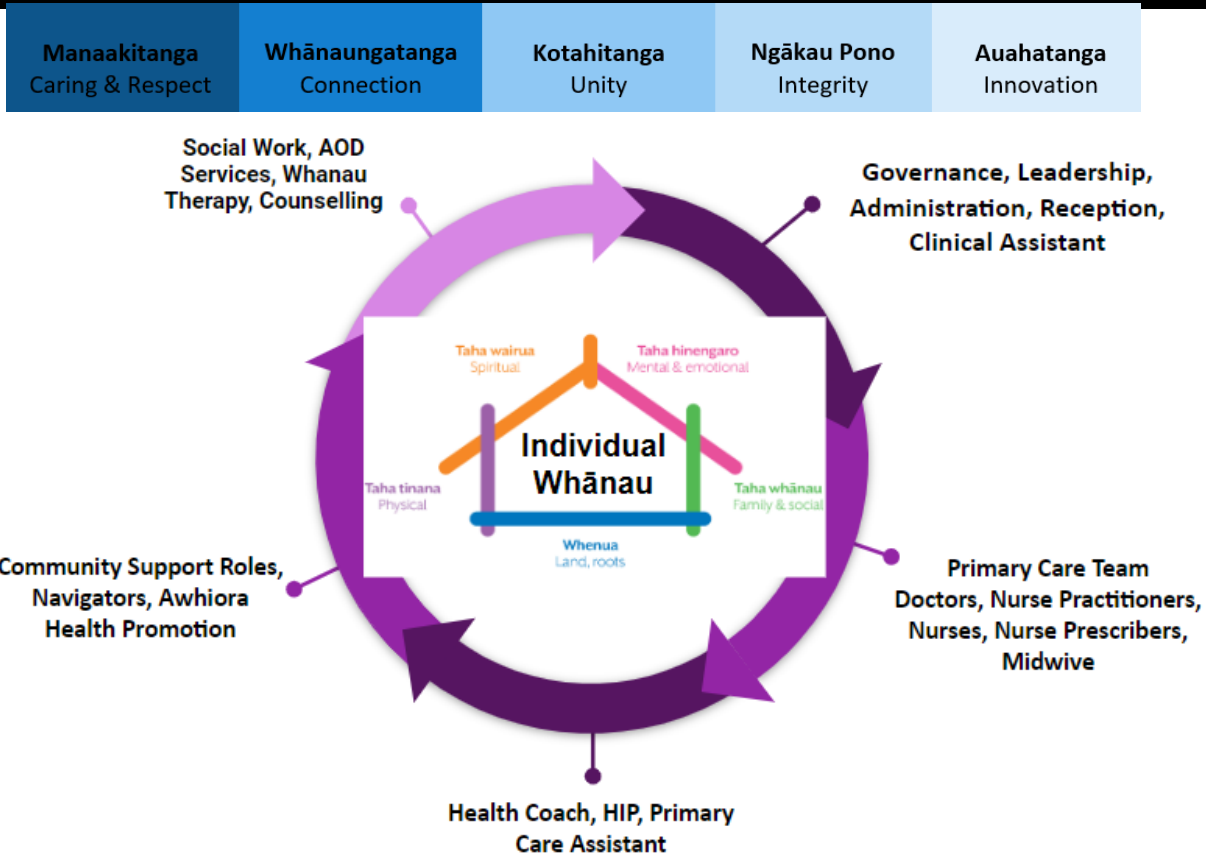 Manaakitanga
Caring & Respect
Whānaungatanga
Connection
Kotahitanga
Unity
Ngākau Pono
Integrity
Auahatanga
Innovation
Social Work, AOD
Services, Whanau
Therapy, Counselling
Governance, Leadership,
Administration, Reception,
Clinical Assistant
Taha wairua
Spiritual
Taha hinengaro
Mental & emotional
Individual
Whānau
Taha tinana
Physical
Taha whānau
Family & social
Whenua
Land, roots
Community Support Roles,
Navigators, Awhiora
Health Promotion
Primary Care Team
Doctors, Nurse Practitioners,
Nurses, Nurse Prescribers,
Midwive
Health Coach, HIP, Primary
Care Assistant